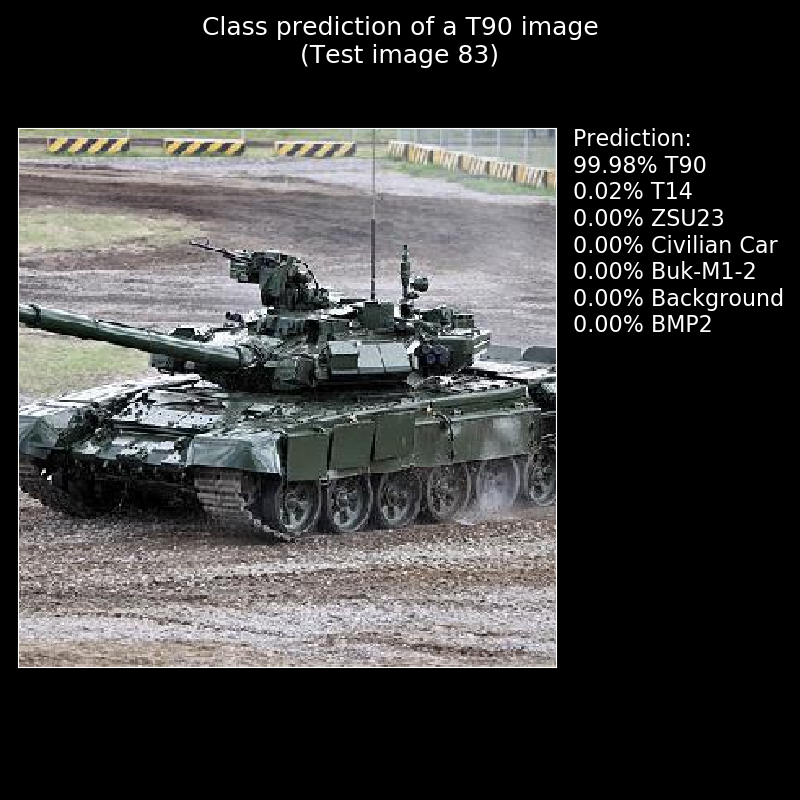 Class prediction of a T90 image
(Test image 83)
Prediction:
99.98% T90
0.02% T14
0.00% ZSU23
0.00% Civilian Car
0.00% Buk-M1-2
0.00% Background
0.00% BMP2